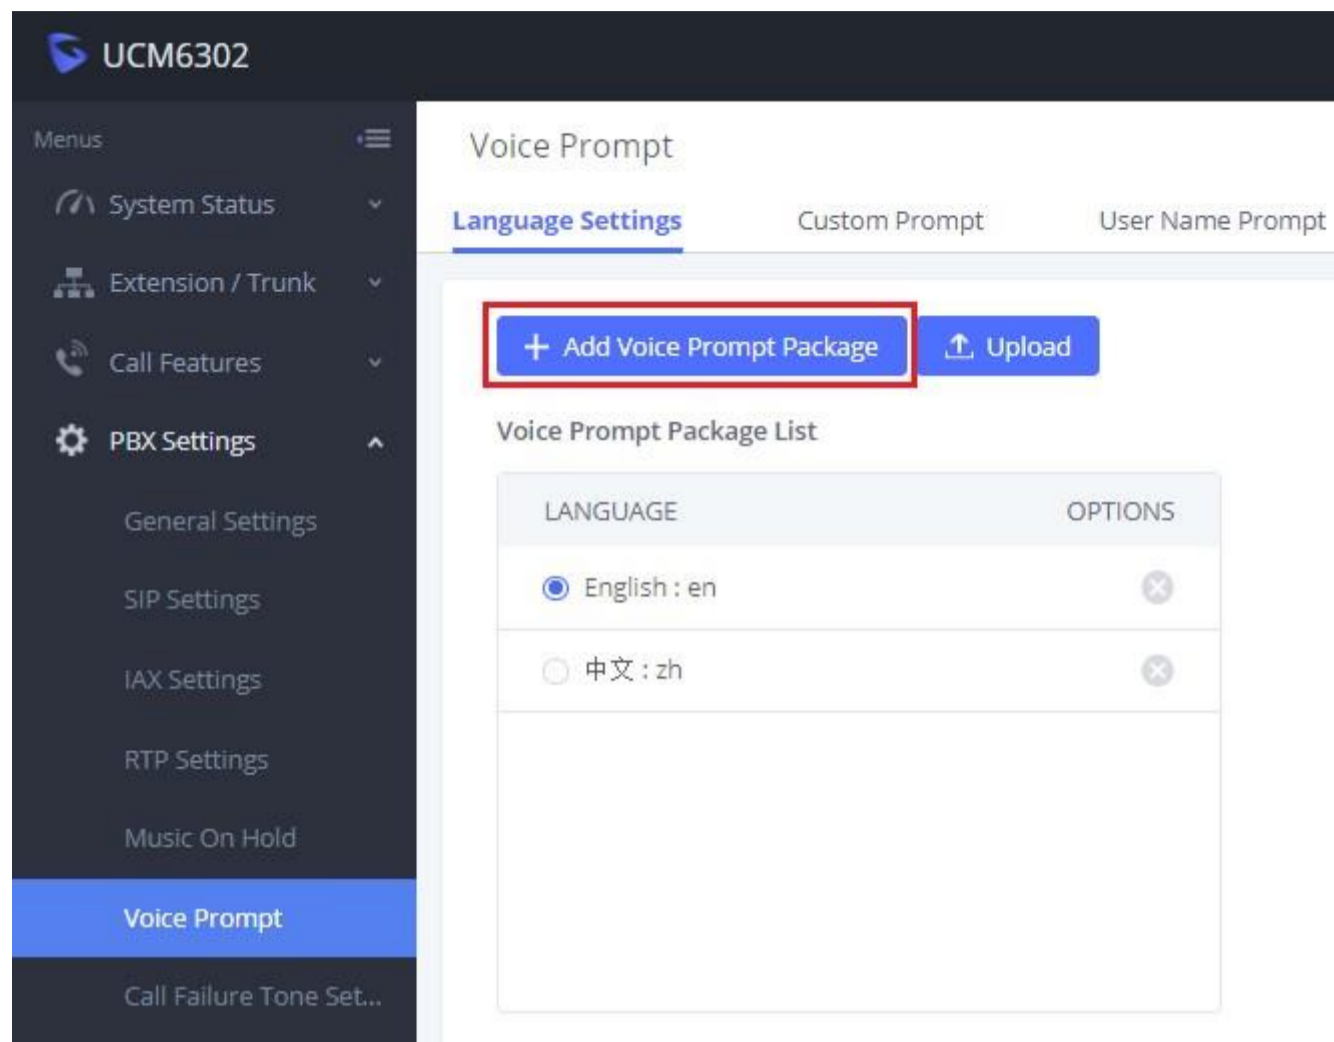 UCM6302
Menus
System Status
Extension / Trunk
Call Features
PBX Settings
General Settings
SIP Settings
IAX Settings
RTP Settings
Music On Hold
Voice Prompt
Call Failure Tone Set...
Voice Prompt
Language Settings Custom Prompt User Name Prompt
+ Add Voice Prompt Package Upload
Voice Prompt Package List
LANGUAGE OPTIONS
English : en
中文 : zh